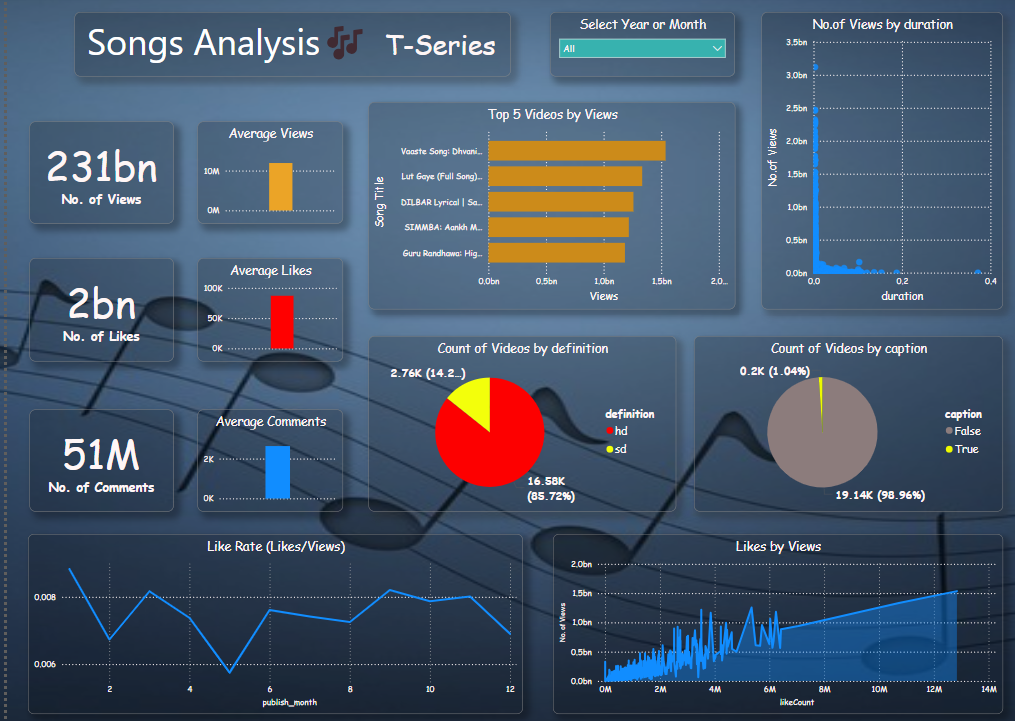 Songs Analysis
T-Series
Select Year or Month
All
No.of Views by duration
3.5bn
3.0bn
2.5bn
2.0bn
1.5bn
1.0bn
0.5bn
0.0bn
No.of Views
0.0
0.2
0.4
duration
231bn
No. of Views
Average Views
10M
0M
Top 5 Videos by Views
Song Title
Vaaste Song: Dhvani...
Lut Gaye (Full Song)...
DILBAR Lyrical | Sa...
SIMMBA: Aankh M...
Guru Randhawa: Hig...
0.0bn
0.5bn
1.0bn
1.5bn
2.0...
Views
2bn
No. of Likes
Average Likes
100K
50K
0K
51M
No. of Comments
Average Comments
2K
0K
Count of Videos by definition
2.76K (14.2...)
16.58K
(85.72%)
definition
hd
sd
Count of Videos by caption
0.2K (1.04%)
19.14K (98.96%)
caption
False
True
Like Rate (Likes/Views)
0.008
0.006
2
4
6
8
10
12
publish_month
Likes by Views
2.0bn
1.5bn
1.0bn
0.5bn
0.0bn
No. of Views
0M
2M
4M
6M
8M
10M
12M
14M
likeCount